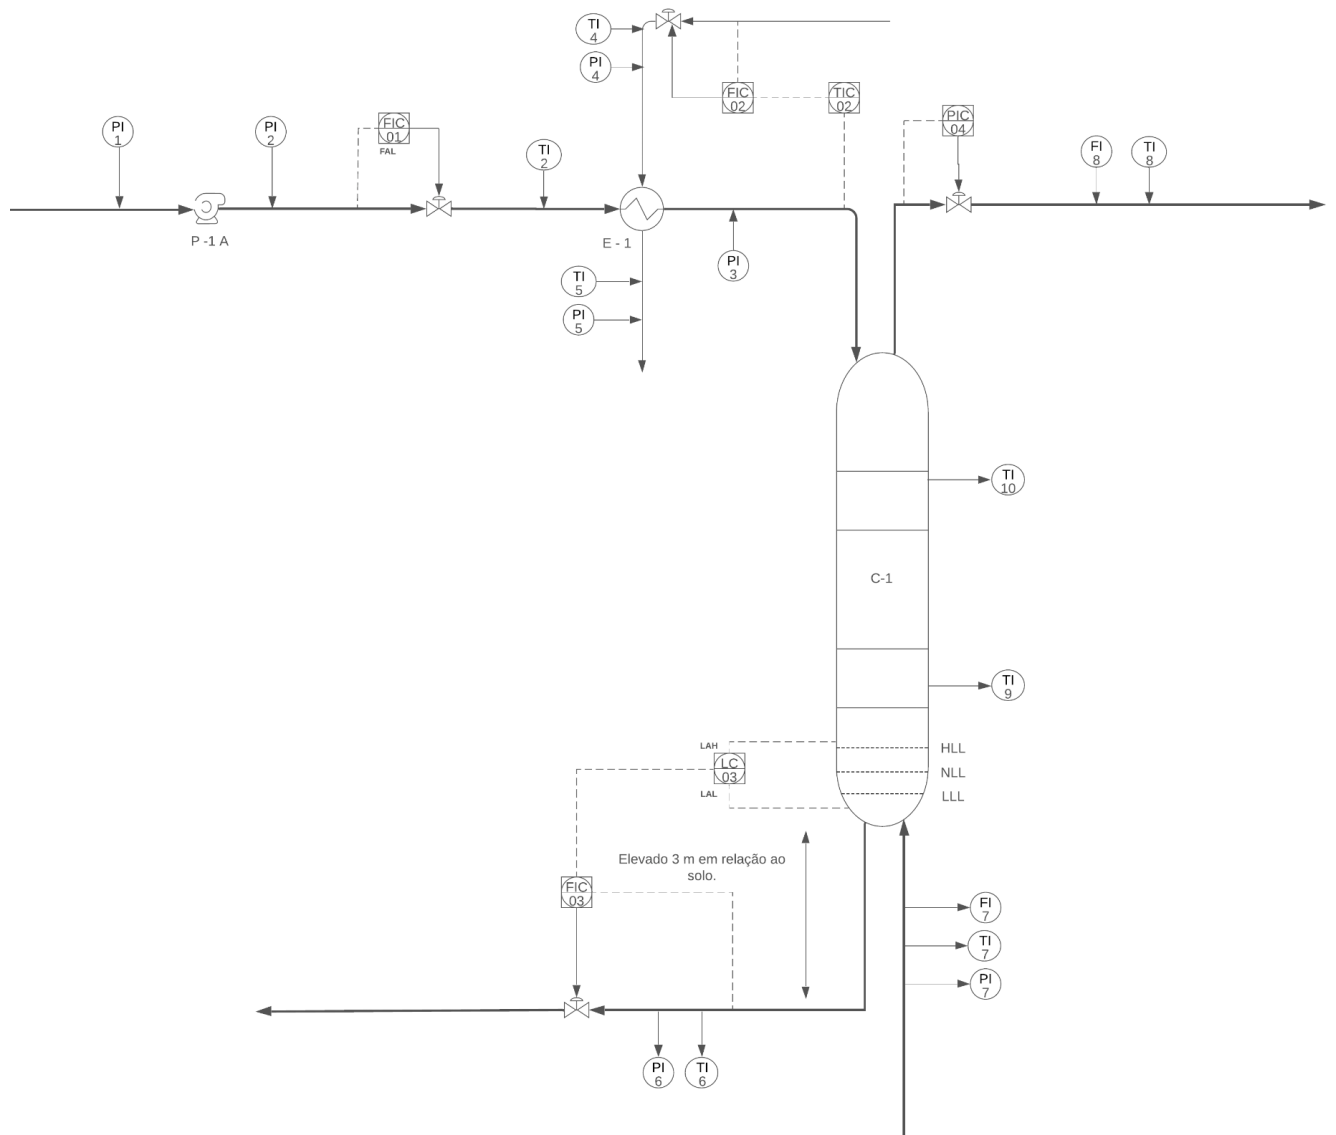 TI
4
PI
4
FIC
02
TIC
02
PIC
04
PI
1
PI
2
FIC
01
FAL
TI
2
FI
8
TI
8
P -1 A
E - 1
PI
3
TI
5
PI
5
TI
10
C-1
TI
9
LAH
HLL
LC
03
NLL
LAL
LLL
Elevado 3 m em relação ao
solo.
FIC
03
FI
7
TI
7
PI
7
PI
6
TI
6